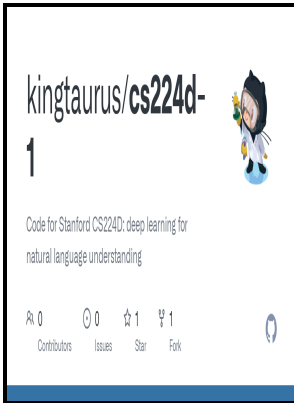 kingtaurus/cs224d-
1
Code for Stanford CS224D: deep learning for
natural language understanding
0 0 1 1
Contributors Issues Star Fork